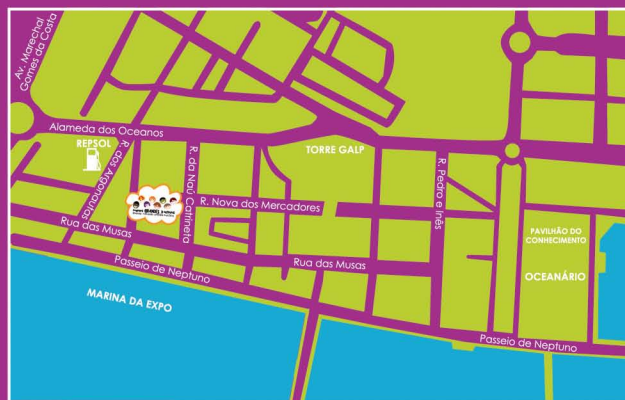 Av. Marechal
Gomes da Costa
Alameda dos Oceanos
REPSOL
R. dos Argonautas
R. da Naú Catrineta
TORRE GALP
R. Pedro e Inês
R. Nova dos Mercadores
Rua das Musas
PAVILHÃO DO
CONHECIMENTO
Passeio de Neptuno
Rua das Musas
OCEANÁRIO
MARINA DA EXPO
Passeio de Neptuno